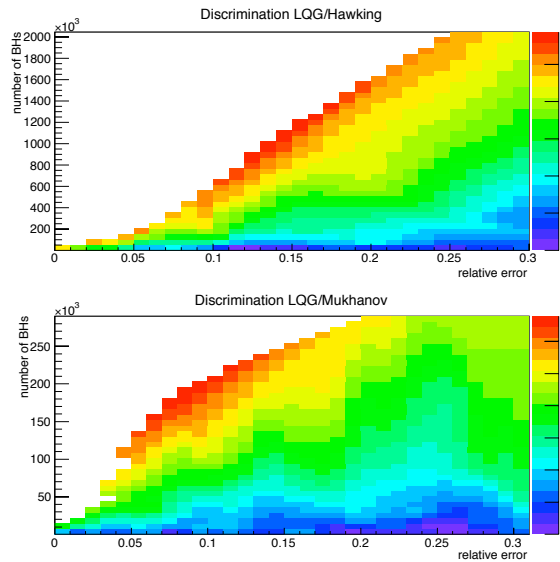 Discrimination LQG/Hawking
×10³
number of BHs
2000
1800
1600
1400
1200
1000
800
600
400
200
0 0.05 0.1 0.15 0.2 0.25 0.3
relative error
Discrimination LQG/Mukhanov
×10³
number of BHs
250
200
150
100
50
0 0.05 0.1 0.15 0.2 0.25 0.3
relative error